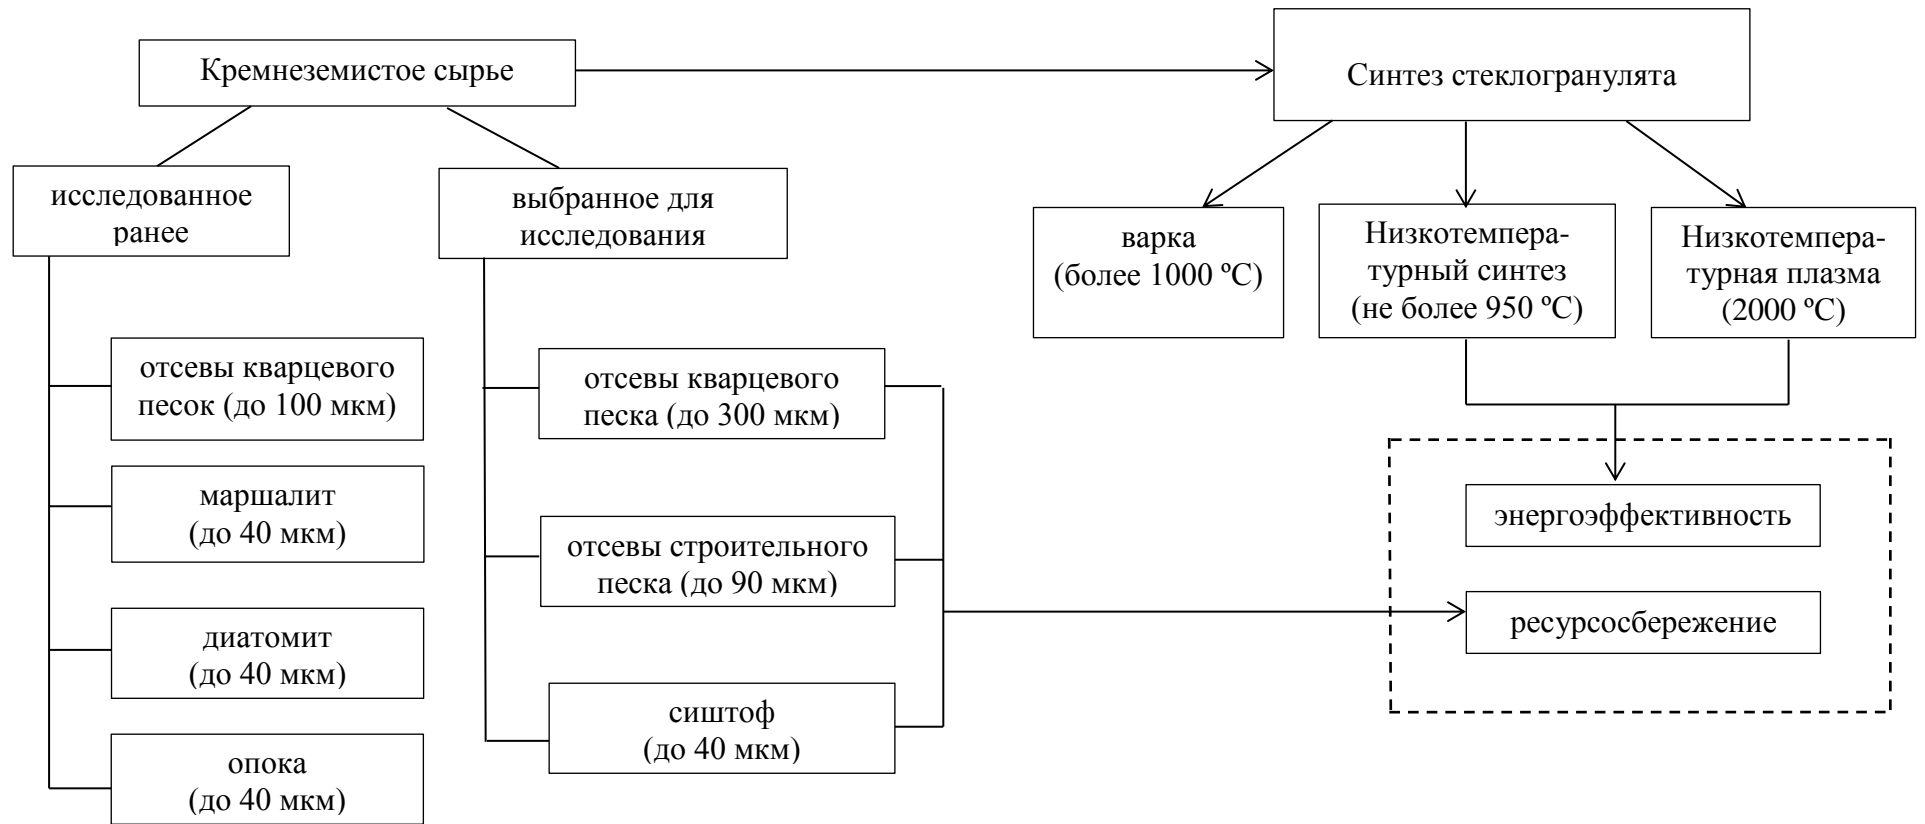 Кремнеземистое сырье
Синтез стеклогранулята
исследованное
ранее
выбранное для
исследования
варка
(более 1000 ºС)
Низкотемпера-
турный синтез
(не более 950 ºС)
Низкотемпера-
турная плазма
(2000 ºС)
отсевы кварцевого
песок (до 100 мкм)
маршалит
(до 40 мкм)
диатомит
(до 40 мкм)
опока
(до 40 мкм)
отсевы кварцевого
песка (до 300 мкм)
отсевы строительного
песка (до 90 мкм)
сиштоф
(до 40 мкм)
энергоэффективность
ресурсосбережение